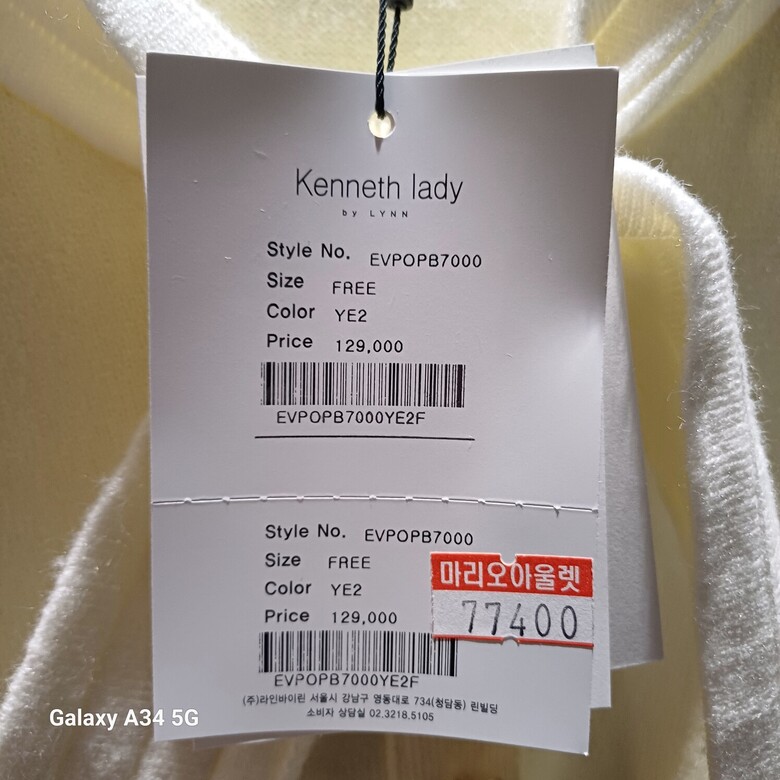 Kenneth lady
by LYNN
Style No. EVPOPB7000
Size FREE
Color YE2
Price 129,000
EVPOPB7000YE2F
Style No. EVPOPB7000
Size FREE
Color YE2
Price 129,000
마리오아울렛
77400
EVPOPB7000YE2F
(주)라인바이린 서울시 강남구 영동대로 734(청담동) 린빌딩
소비자 상담실 02.3218.5105
Galaxy A34 5G